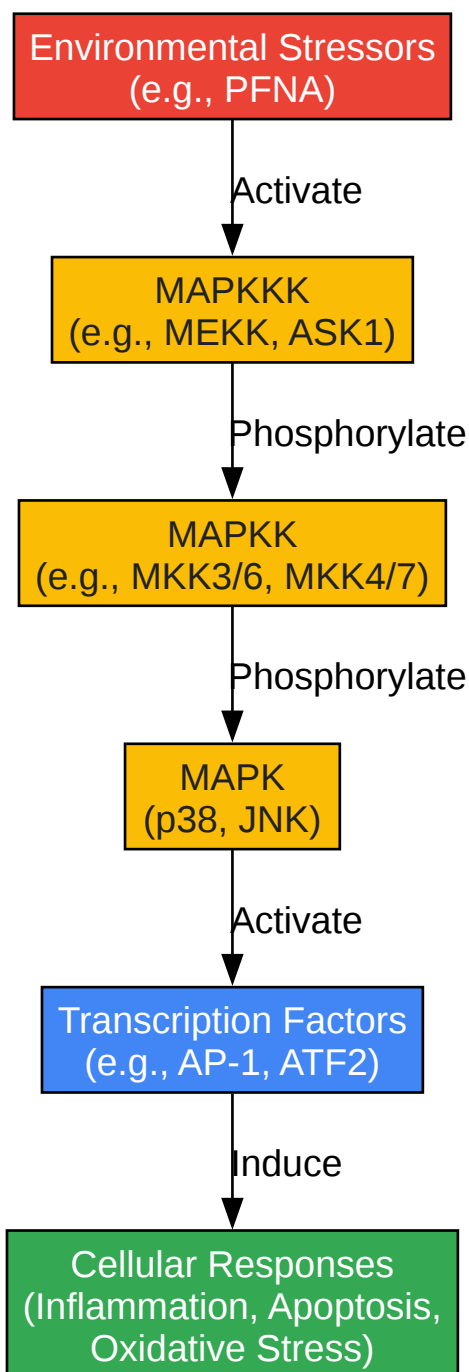 Environmental Stressors
(e.g., PFNA)
Activate
MAPKKK
(e.g., MEKK, ASK1)
Phosphorylate
MAPKK
(e.g., MKK3/6, MKK4/7)
Phosphorylate
MAPK
(p38, JNK)
Activate
Transcription Factors
(e.g., AP-1, ATF2)
Induce
Cellular Responses
(Inflammation, Apoptosis,
Oxidative Stress)